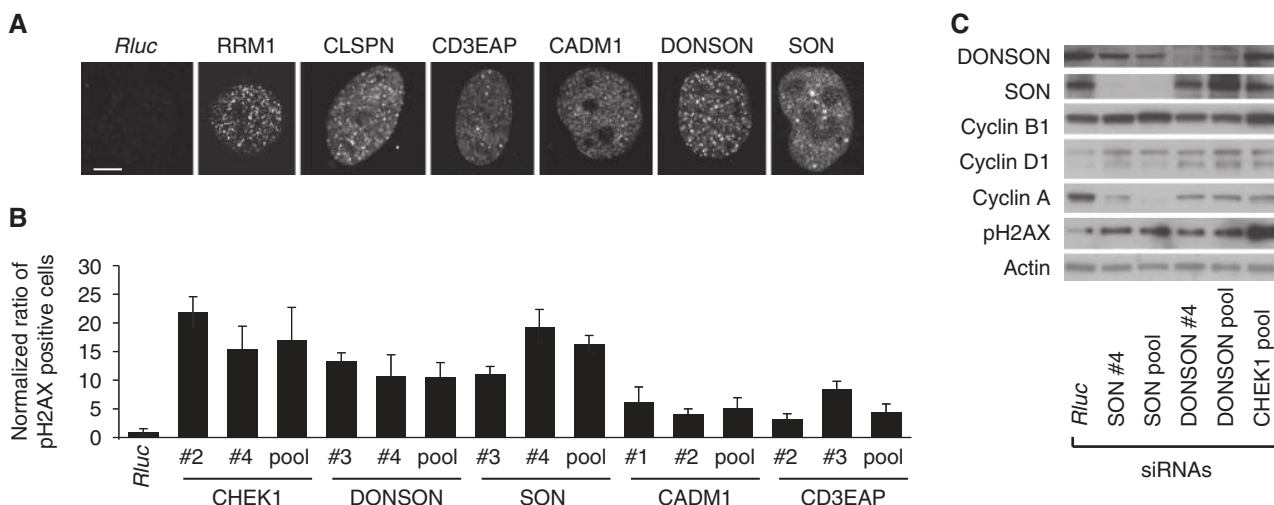 A
Rluc RRM1 CLSPN CD3EAP CADM1 DONSON SON
B
Normalized ratio of
pH2AX positive cells
30
25
20
15
10
5
0
Rluc #2 #4 pool #3 #4 pool #3 #4 pool #1 #2 pool #2 #3 pool
CHEK1 DONSON SON CADM1 CD3EAP
C
DONSON
SON
Cyclin B1
Cyclin D1
Cyclin A
pH2AX
Actin
Rluc
SON #4
SON pool
DONSON #4
DONSON pool
CHEK1 pool
siRNAs